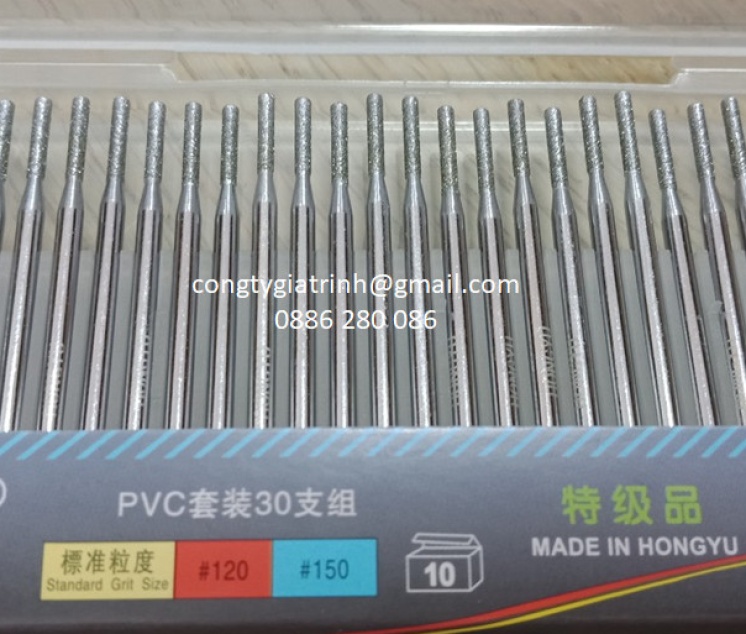 congtygiatrinh@gmail.com
0886 280 086
PVC套装30支组
特级品
標准粒度
Standard Grit Size
#120
#150
10
MADE IN HONGYU